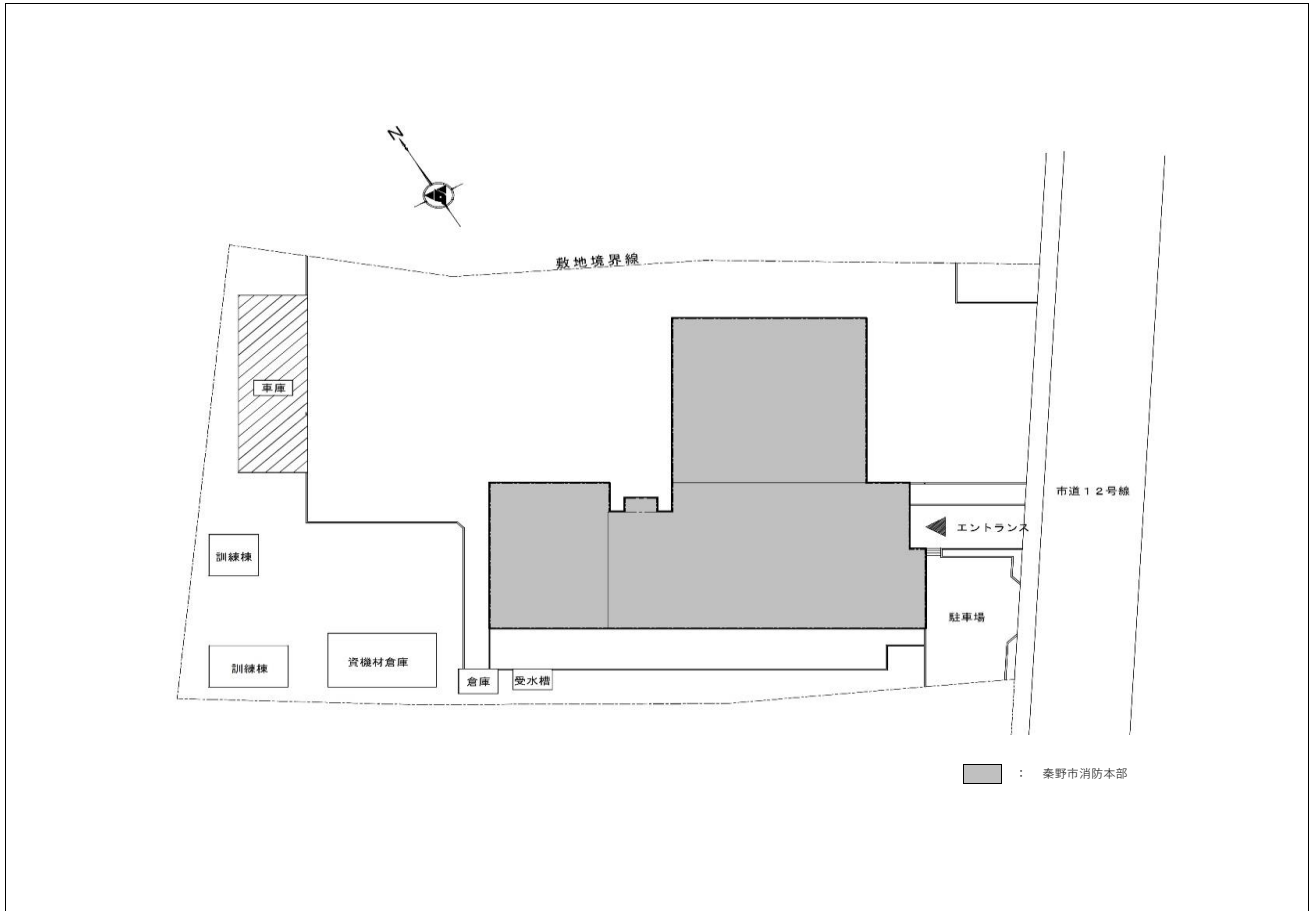 N
敷地境界線
車庫
市道12号線
エントランス
訓練棟
駐車場
訓練棟
資機材倉庫
倉庫
受水槽
： 秦野市消防本部